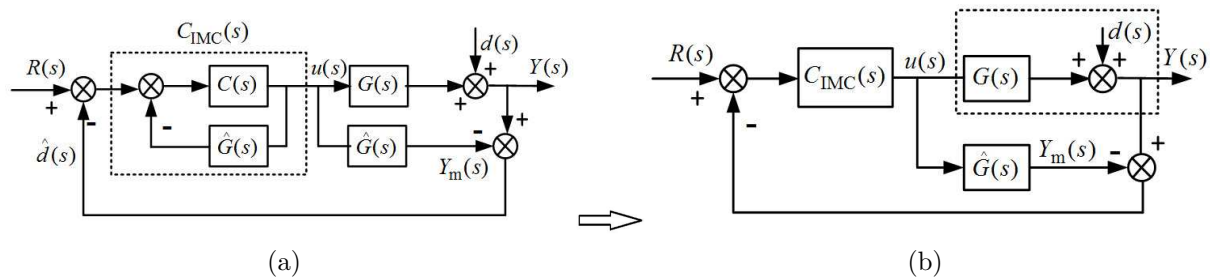 C_IMC(s)
R(s)
C(s)
u(s)
G(s)
d(s)
Y(s)
+
+
+
+
-
-
-
Ĝ(s)
Ĝ(s)
d̂(s)
Y_m(s)
(a)
R(s)
C_IMC(s)
u(s)
G(s)
d(s)
Y(s)
+
+
+
+
-
-
Ĝ(s)
Y_m(s)
(b)